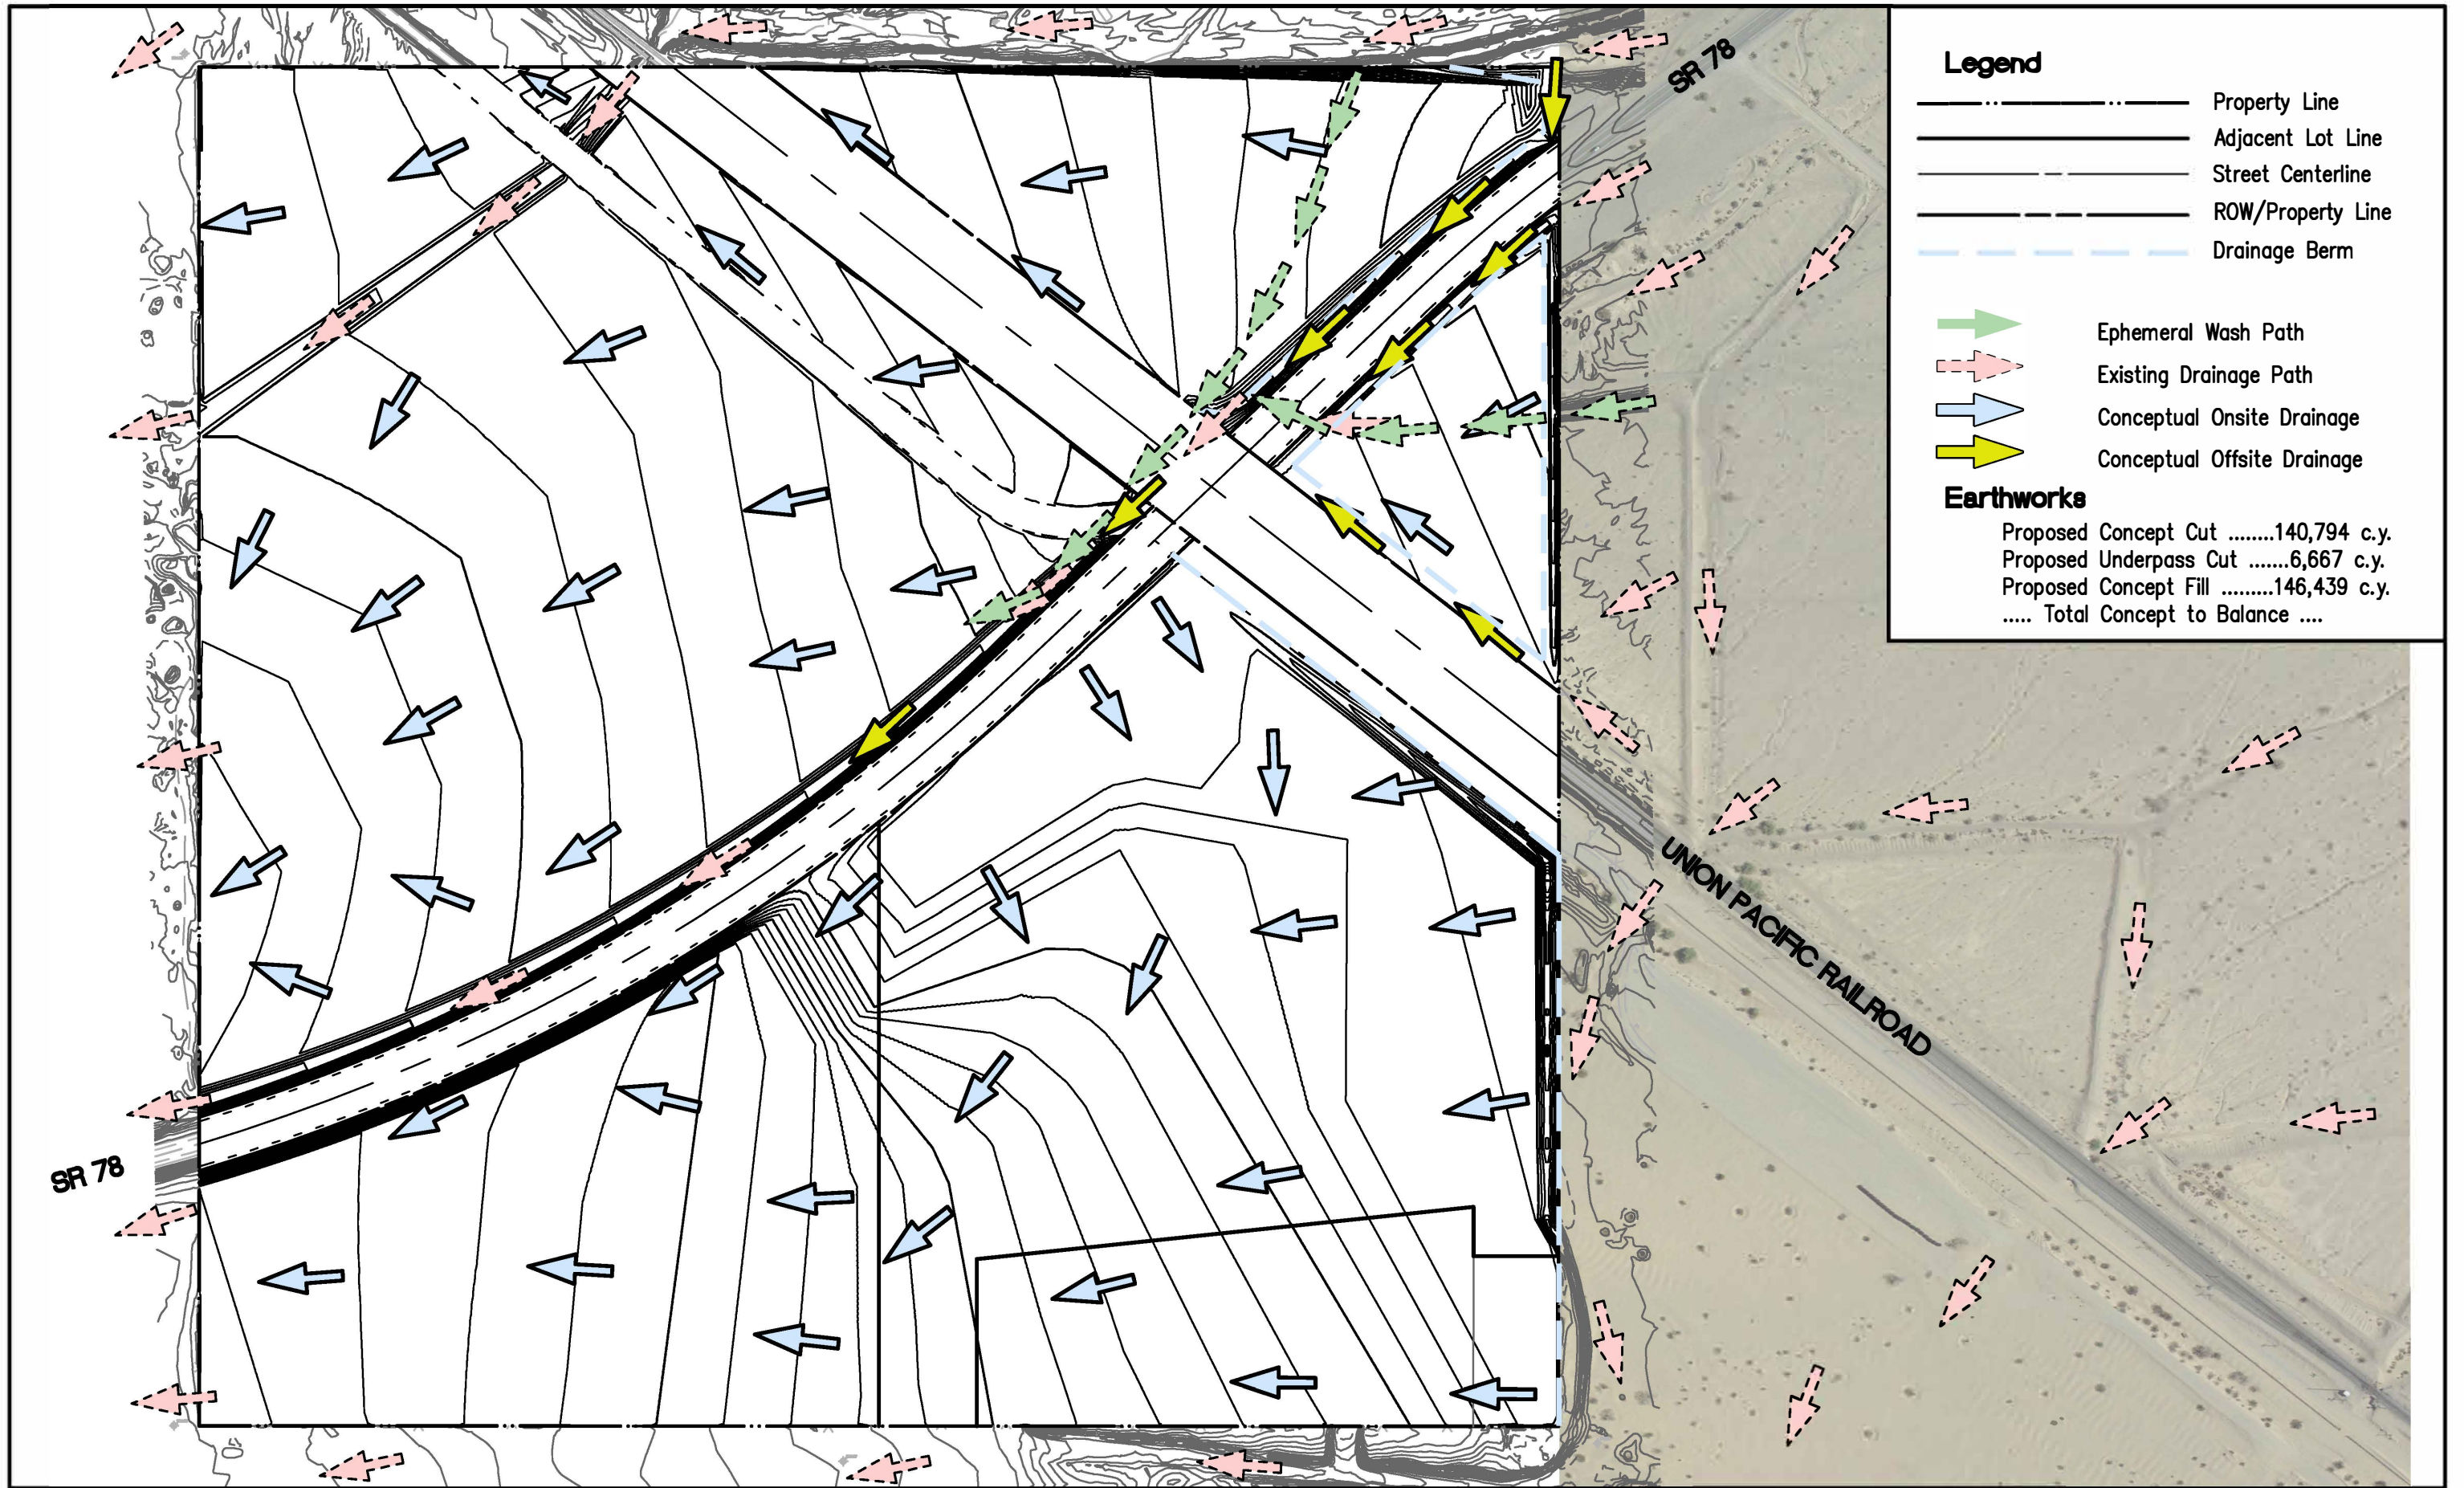 SR 78
Legend
Property Line
Adjacent Lot Line
Street Centerline
ROW/Property Line
Drainage Berm
Ephemeral Wash Path
Existing Drainage Path
Conceptual Onsite Drainage
Conceptual Offsite Drainage
Earthworks
Proposed Concept Cut ........140,794 c.y.
Proposed Underpass Cut .......6,667 c.y.
Proposed Concept Fill .........146,439 c.y.
..... Total Concept to Balance ....
UNION PACIFIC RAILROAD
SR 78